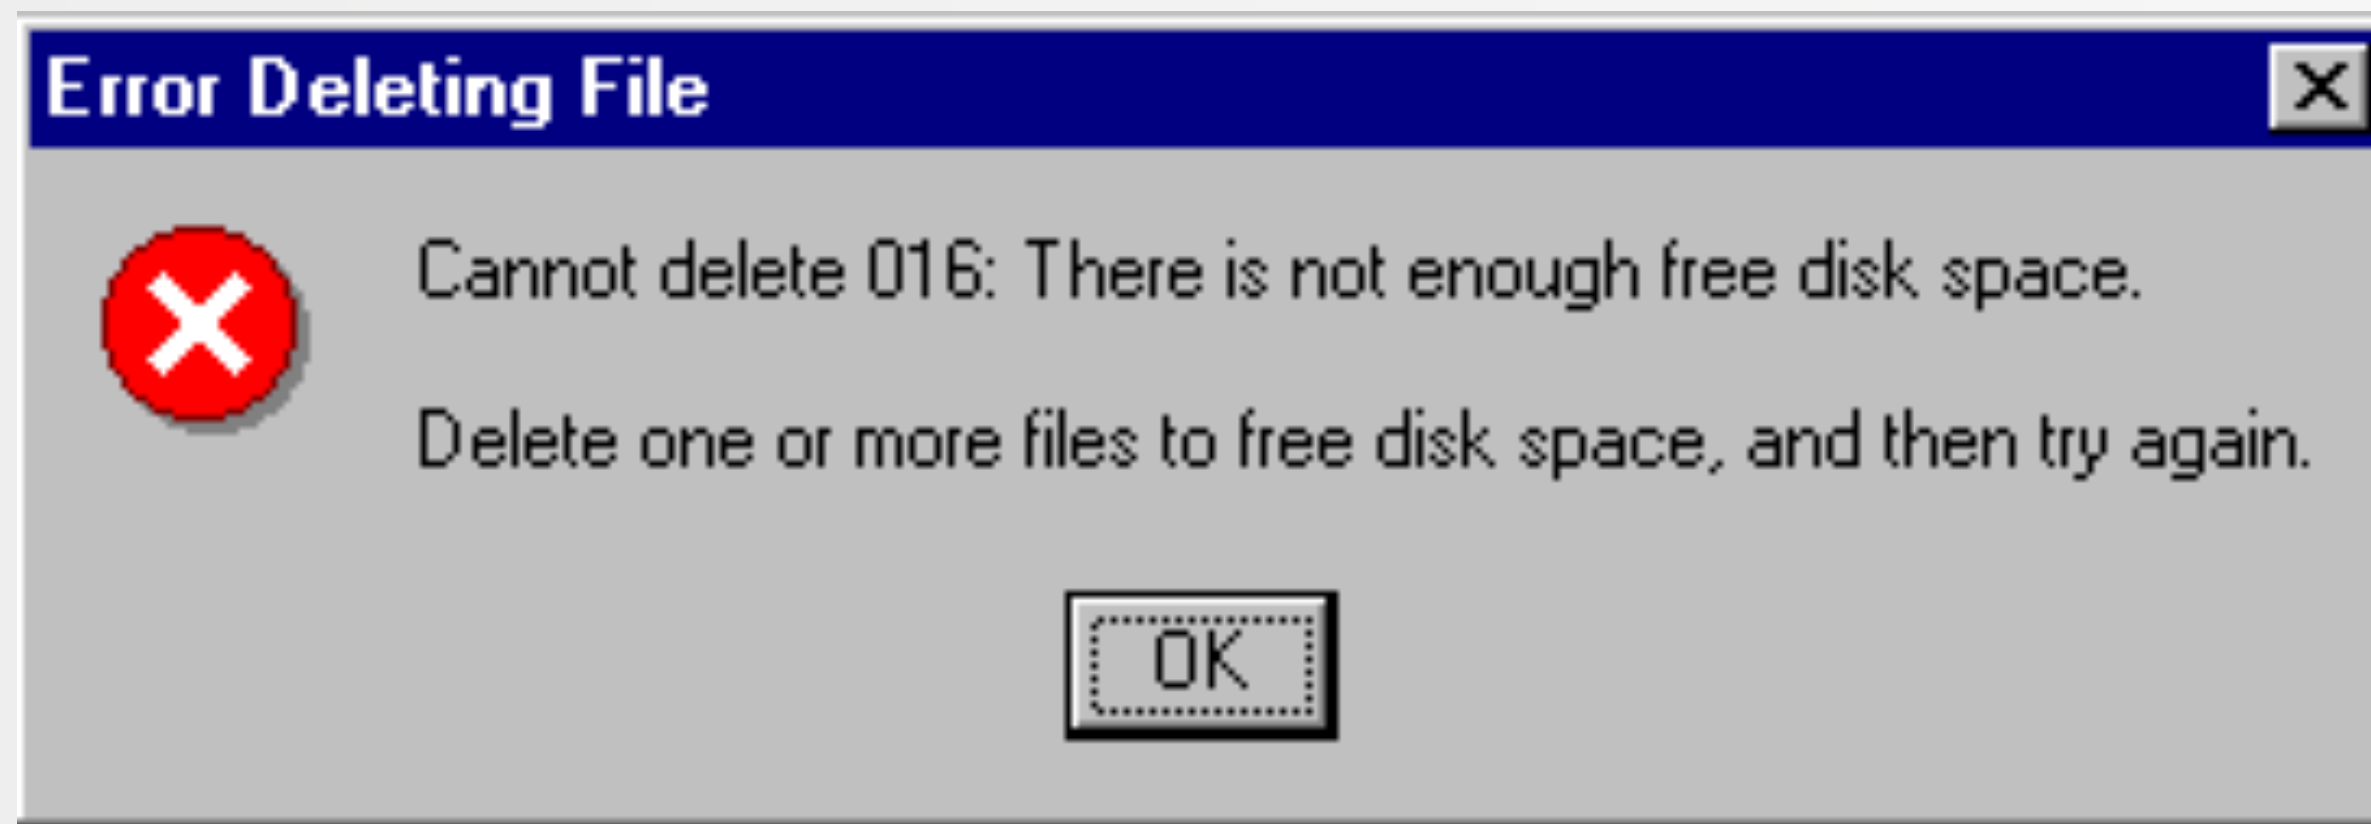 Error Deleting File
Cannot delete 016: There is not enough free disk space.
Delete one or more files to free disk space, and then try again.
OK